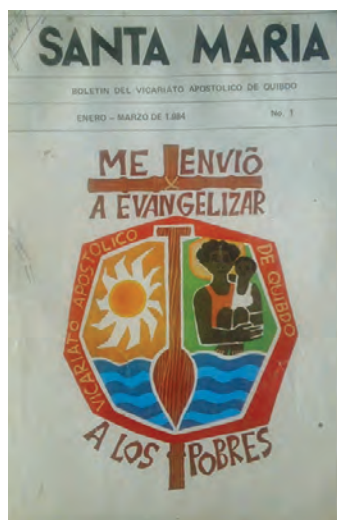 SANTA MARIA
BOLETIN DEL VICARIATO APOSTOLICO DE QUIBDO
ENERO – MARZO DE 1.984
No. 1
ME ENVIÓ
A EVANGELIZAR
VICARIATO APOSTOLICO
DE QUIBDO
A LOS POBRES